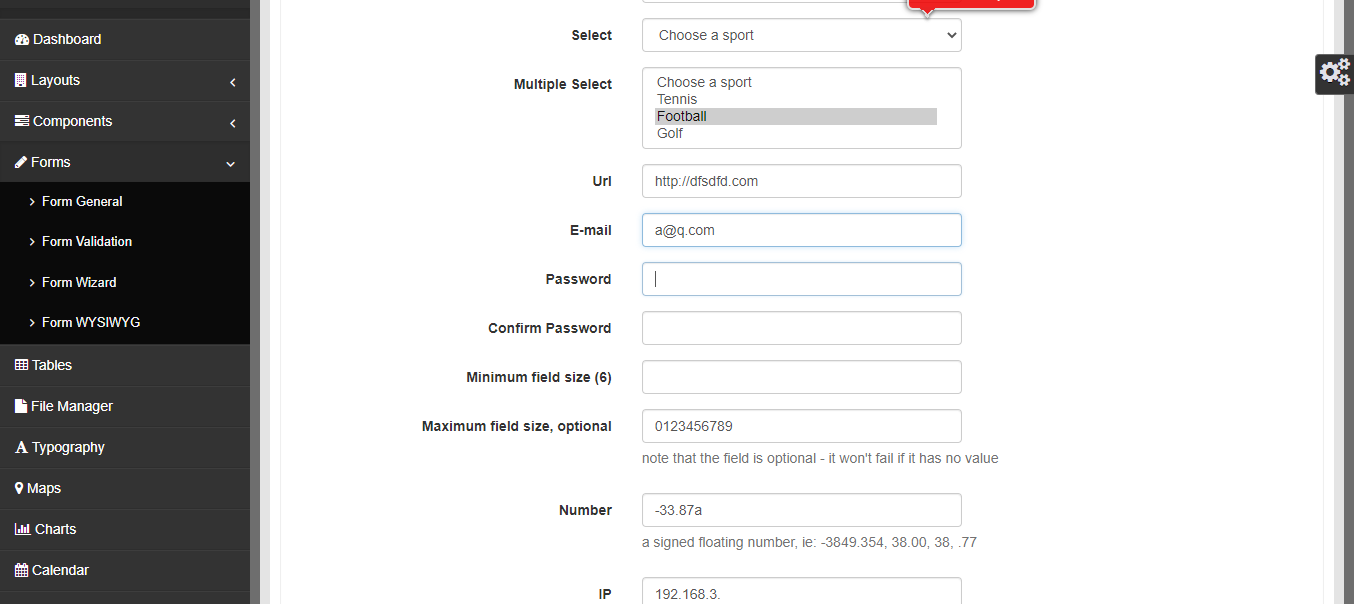 Dashboard
Layouts
Components
Forms
Form General
Form Validation
Form Wizard
Form WYSIWYG
Tables
File Manager
Typography
Maps
Charts
Calendar
Select
Choose a sport
Multiple Select
Choose a sport
Tennis
Football
Golf
Url
http://dfsdfd.com
E-mail
a@q.com
Password
Confirm Password
Minimum field size (6)
Maximum field size, optional
0123456789
note that the field is optional - it won't fail if it has no value
Number
-33.87a
a signed floating number, ie: -3849.354, 38.00, 38, .77
IP
192.168.3.